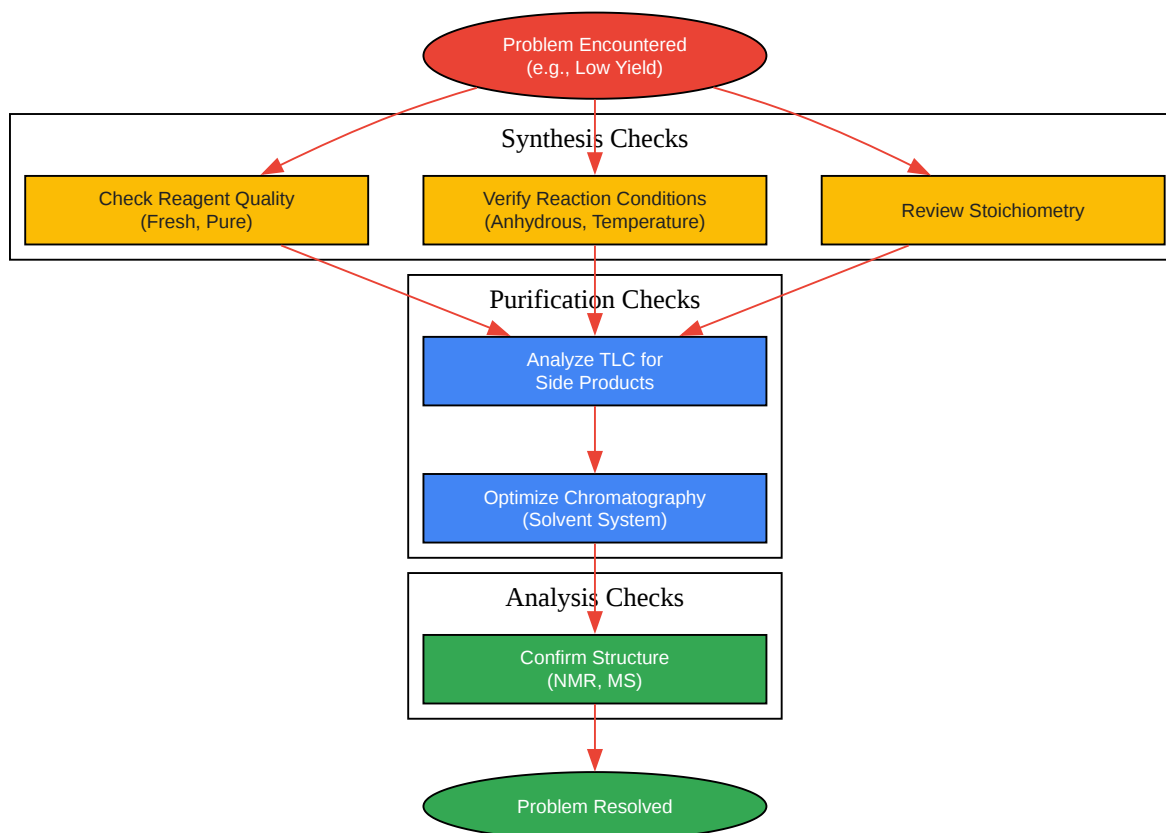 Problem Encountered
(e.g., Low Yield)
Synthesis Checks
Check Reagent Quality
(Fresh, Pure)
Verify Reaction Conditions
(Anhydrous, Temperature)
Review Stoichiometry
Purification Checks
Analyze TLC for
Side Products
Optimize Chromatography
(Solvent System)
Analysis Checks
Confirm Structure
(NMR, MS)
Problem Resolved